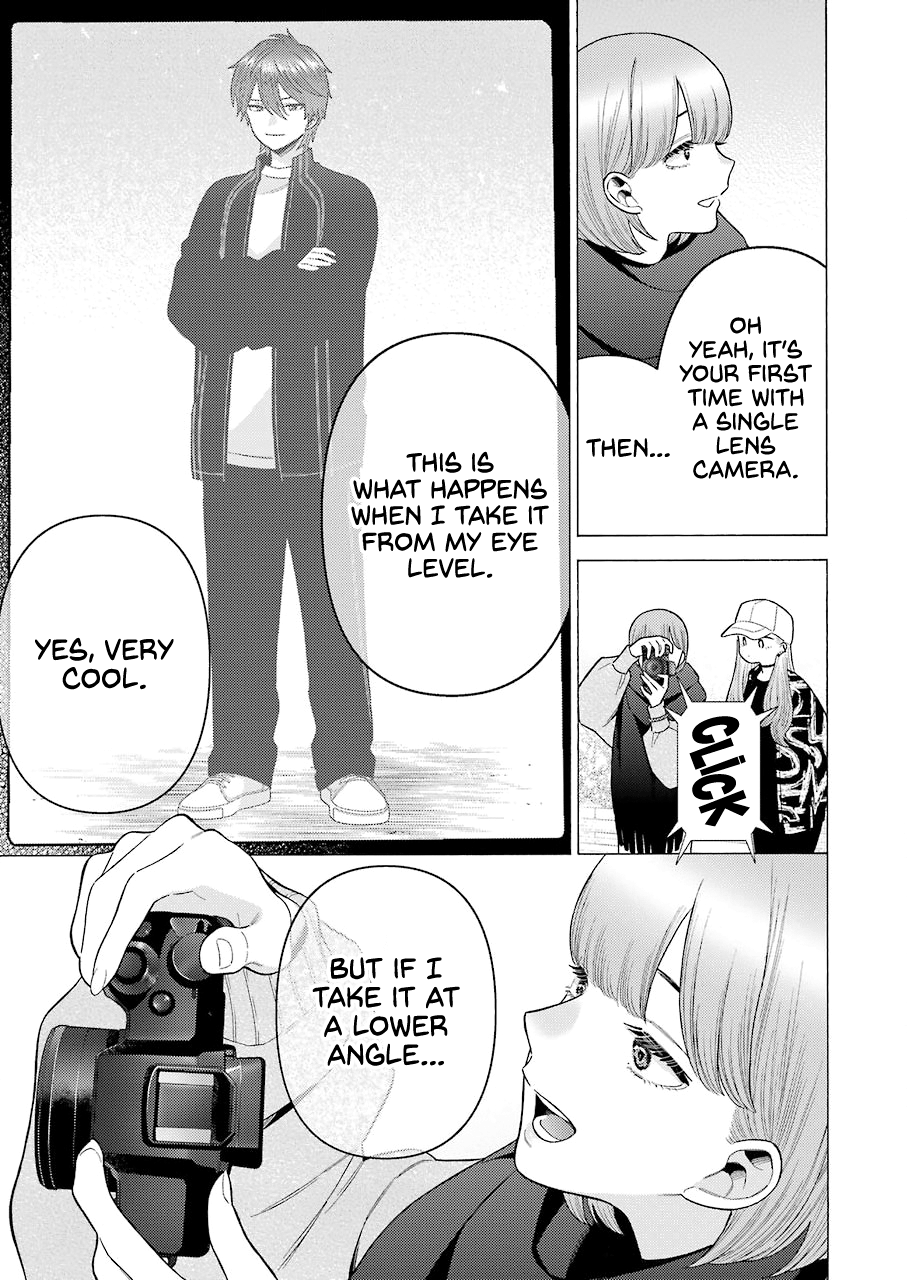 OH
YEAH, IT'S
YOUR FIRST
TIME WITH
A SINGLE
LENS
CAMERA.
THEN...
CLICK
THIS IS
WHAT HAPPENS
WHEN I TAKE IT
FROM MY EYE
LEVEL.
YES, VERY
COOL.
BUT IF I
TAKE IT AT
A LOWER
ANGLE...